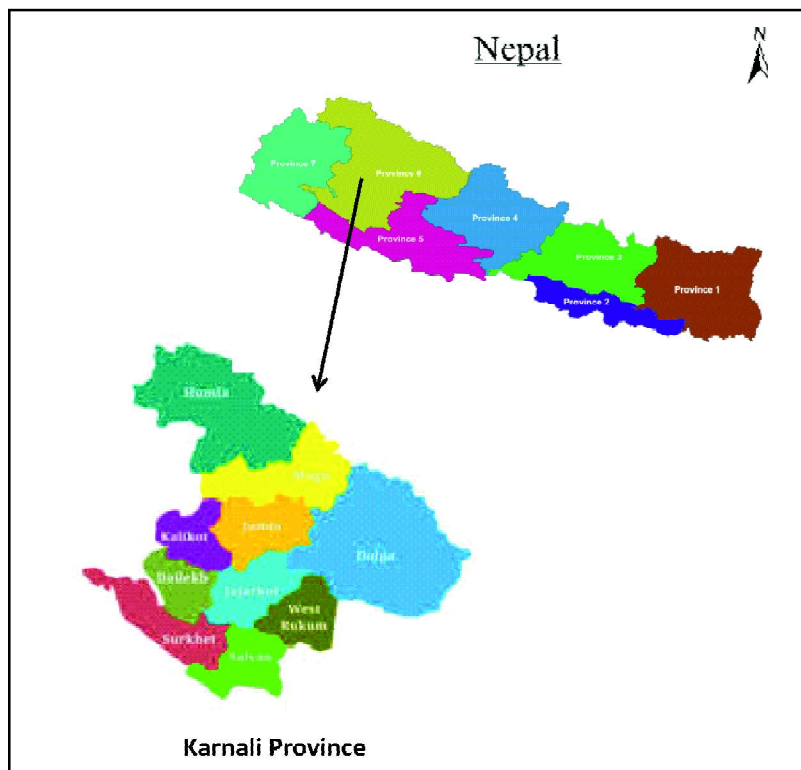 Nepal
N
Province 7
Province 6
Province 4
Province 5
Province 3
Province 1
Province 2
Humla
Mugu
Kalikot
Jumla
Dolpa
Dailekh
Jajarkot
West
Rukum
Surkhet
Salyan
Karnali Province